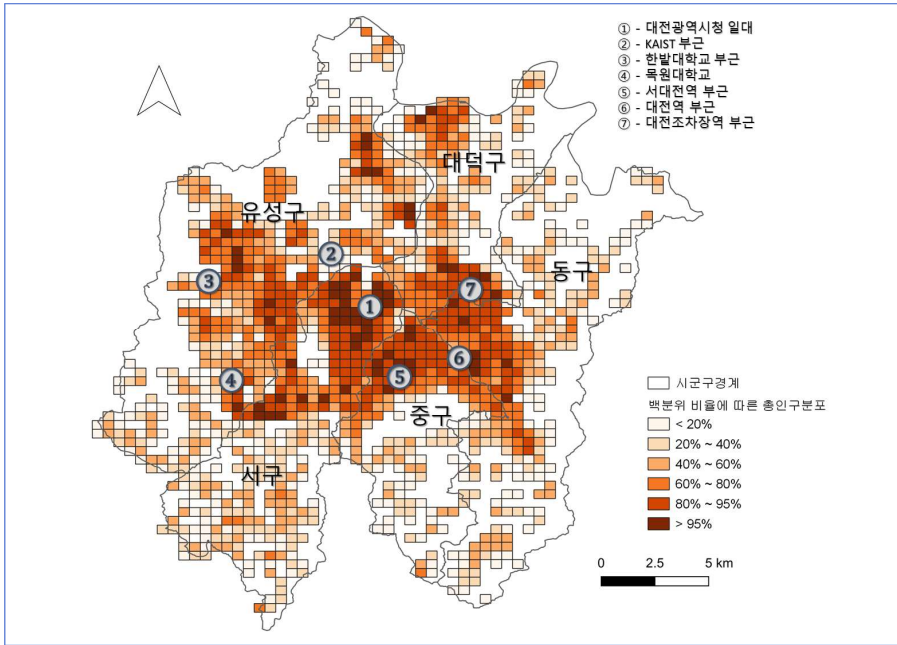 ① - 대전광역시청 일대
② - KAIST 부근
③ - 한밭대학교 부근
④ - 목원대학교
⑤ - 서대전역 부근
⑥ - 대전역 부근
⑦ - 대전조차장역 부근
대덕구
유성구
②
동구
③
⑦
①
⑥
④
⑤
중구
서구
시군구경계
백분위 비율에 따른 총인구분포
< 20%
20% ~ 40%
40% ~ 60%
60% ~ 80%
80% ~ 95%
> 95%
0 2.5 5 km